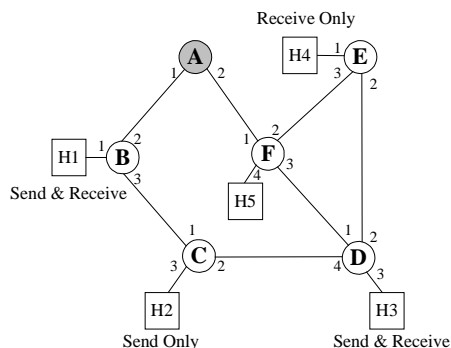 Receive Only
A
H4 1 E
3 2
1 2
2
1 F 3
4
H1 1 B 2
3
Send & Receive
H5
1 1 2
C D
3 2 4 3
H2 H3
Send Only Send & Receive